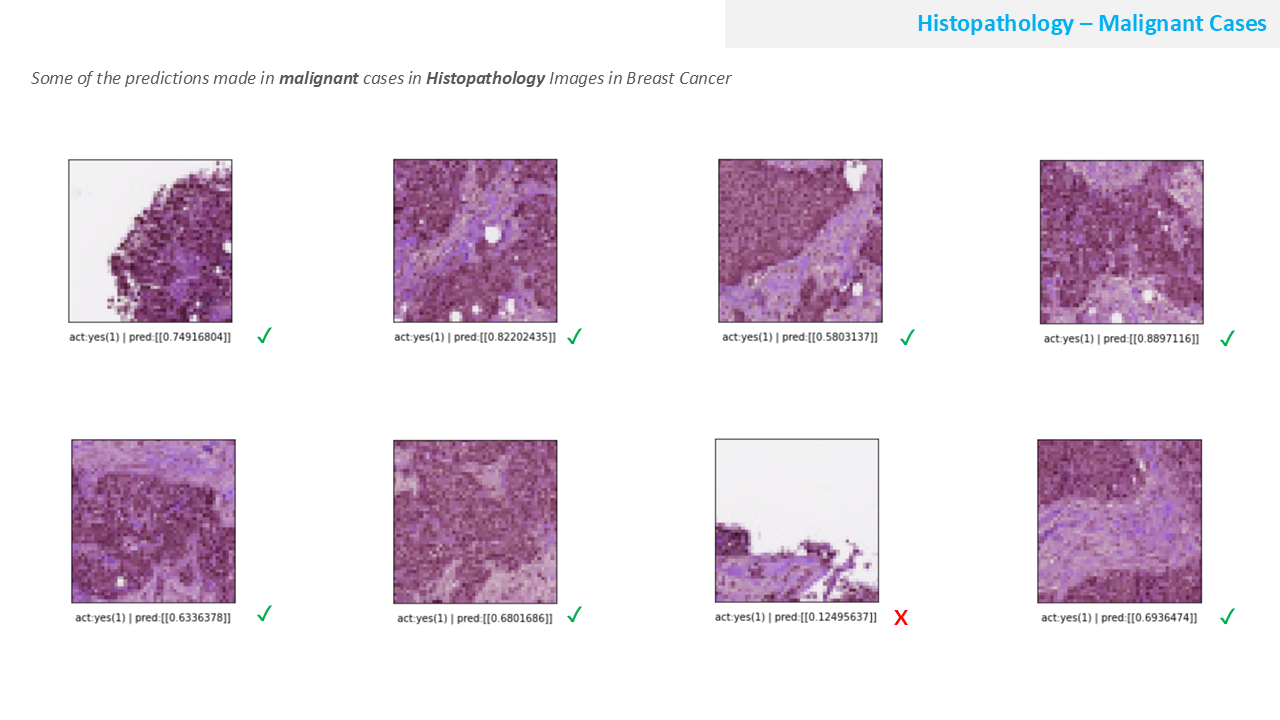 Histopathology – Malignant Cases
Some of the predictions made in malignant cases in Histopathology Images in Breast Cancer
act:yes(1) | pred:[[0.74916804]] ✓
act:yes(1) | pred:[[0.82202435]] ✓
act:yes(1) | pred:[[0.5803137]] ✓
act:yes(1) | pred:[[0.8897116]] ✓
act:yes(1) | pred:[[0.6336378]] ✓
act:yes(1) | pred:[[0.6801686]] ✓
act:yes(1) | pred:[[0.12495637]] X
act:yes(1) | pred:[[0.6936474]] ✓